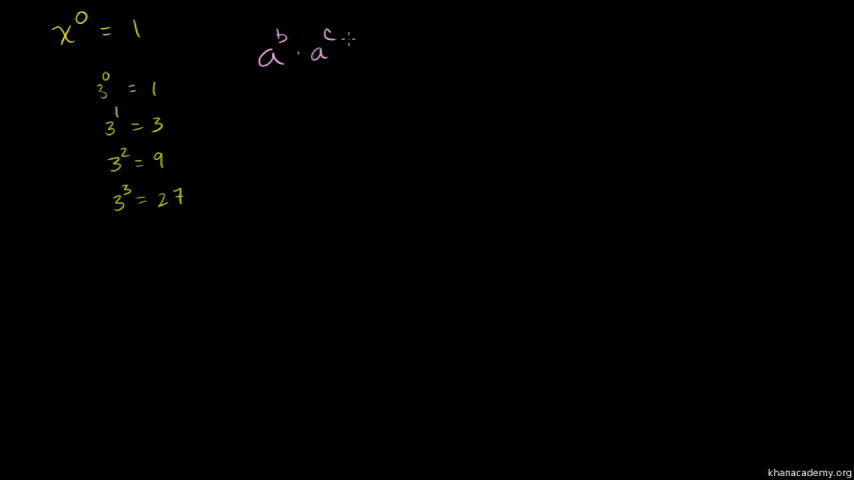 x⁰ = 1
a^b · a^c
3⁰ = 1
3¹ = 3
3² = 9
3³ = 27
khanacademy.org